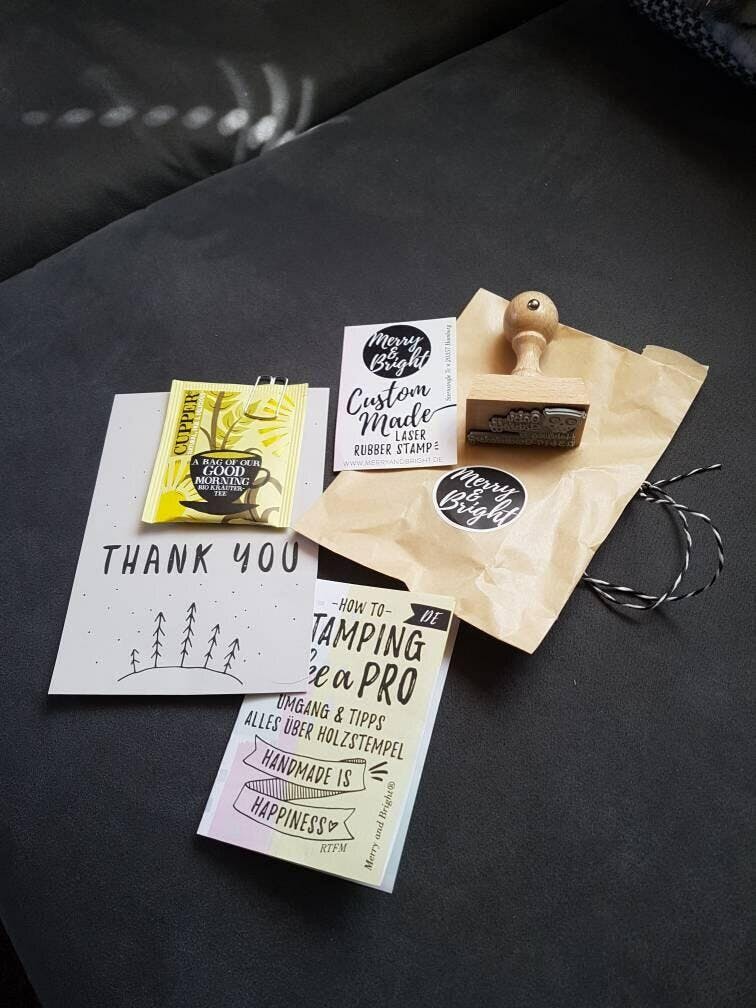 CUPPER
A BAG OF OUR
GOOD
MORNING
BIO KRÄUTER-
TEE
THANK YOU
Merry
&
Bright
Custom
Made
LASER
RUBBER STAMP
WWW.MERRYANDBRIGHT.DE
Merry
&
Bright
-HOW TO-
DE
TAMPING
a PRO
UMGANG & TIPPS
ALLES ÜBER HOLZSTEMPEL
HANDMADE IS
HAPPINESS
RTFM
Merry and Bright®